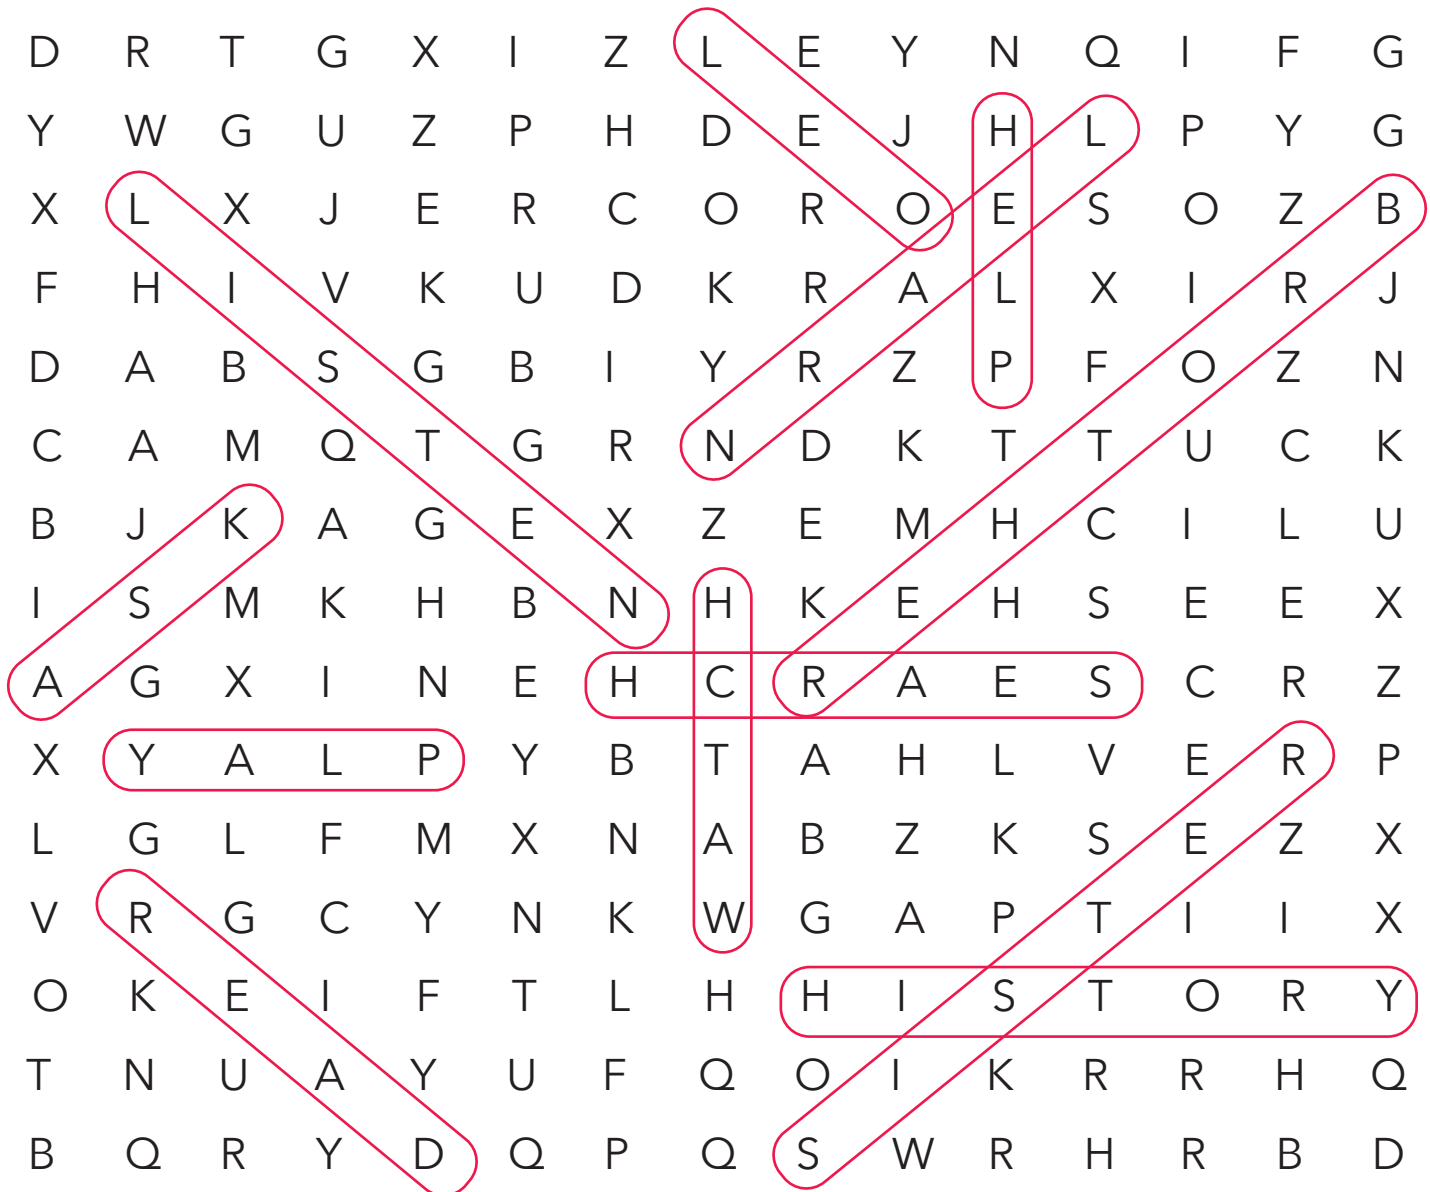 D R T G X I Z L E Y N Q I F G
Y W G U Z P H D E J H L P Y G
X L X J E R C O R O E S O Z B
F H I V K U D K R A L X I R J
D A B S G B I Y R Z P F O Z N
C A M Q T G R N D K T T U C K
B J K A G E X Z E M H C I L U
I S M K H B N H K E H S E E X
A G X I N E H C R A E S C R Z
X Y A L P Y B T A H L V E R P
L G L F M X N A B Z K S E Z X
V R G C Y N K W G A P T I I X
O K E I F T L H H I S T O R Y
T N U A Y U F Q O I K R R H Q
B Q R Y D Q P Q S W R H R B D